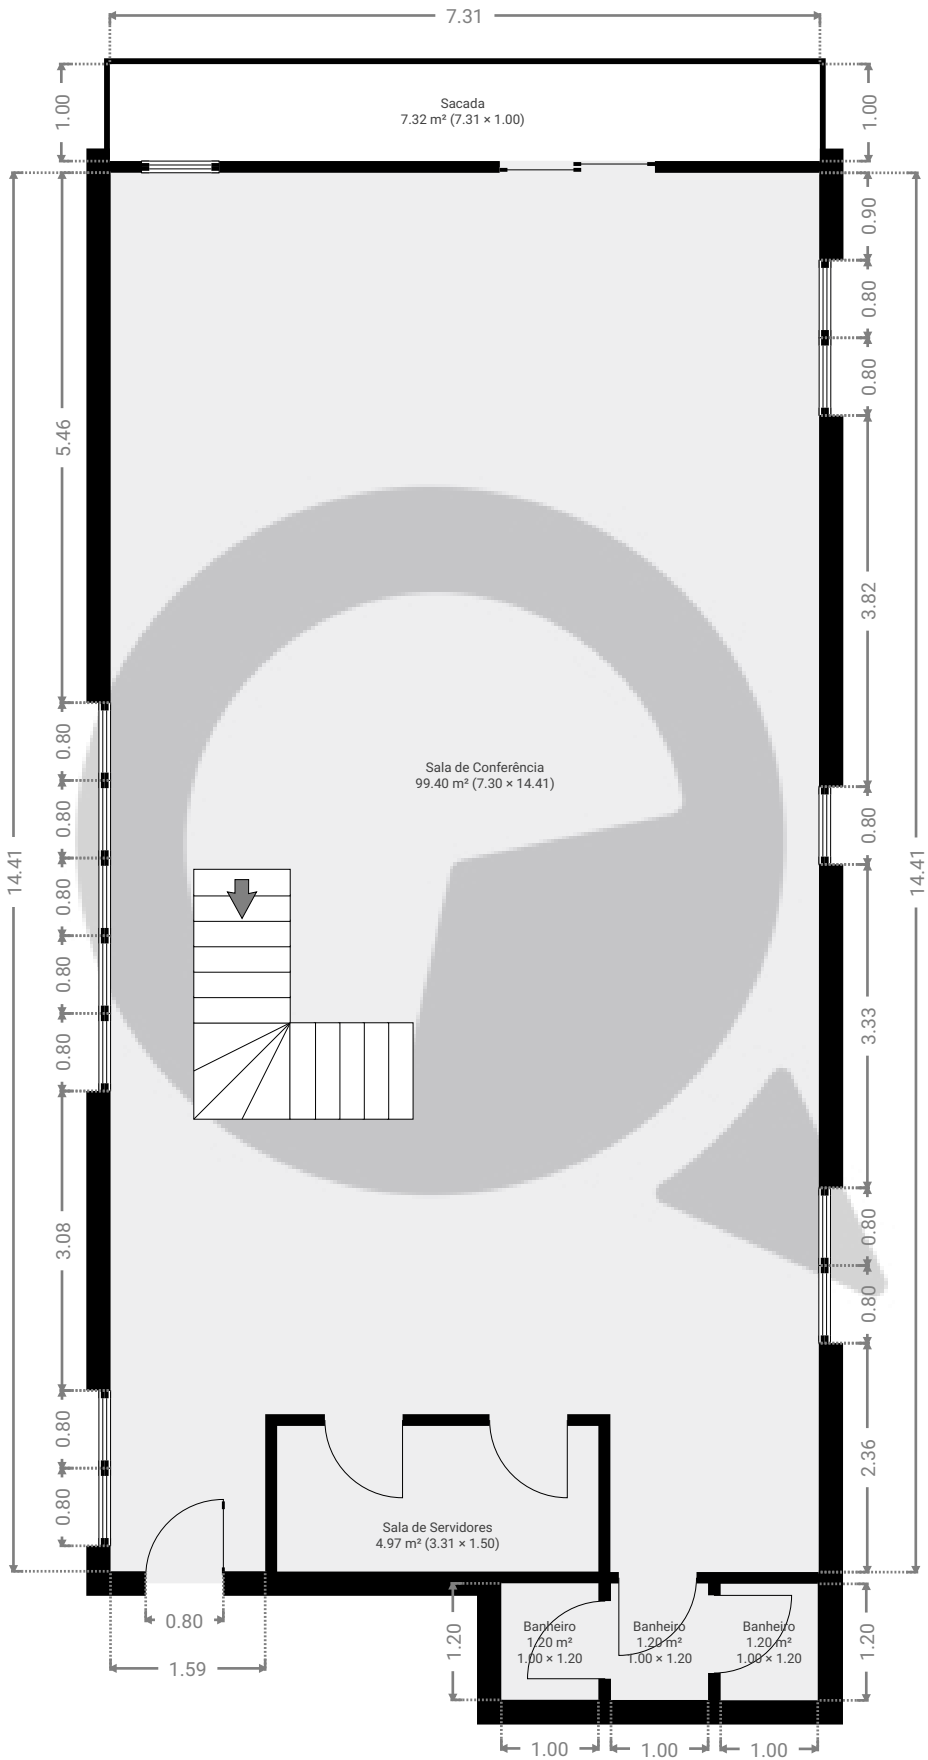 7.31
1.00
1.00
Sacada
7.32 m² (7.31 × 1.00)
0.90
0.80
0.80
5.46
3.82
0.80
0.80
0.80
0.80
0.80
Sala de Conferência
99.40 m² (7.30 × 14.41)
0.80
14.41
14.41
3.33
3.08
0.80
0.80
0.80
0.80
2.36
Sala de Servidores
4.97 m² (3.31 × 1.50)
0.80
1.59
1.20
Banheiro
1.20 m²
1.00 × 1.20
Banheiro
1.20 m²
1.00 × 1.20
Banheiro
1.20 m²
1.00 × 1.20
1.20
1.00
1.00
1.00